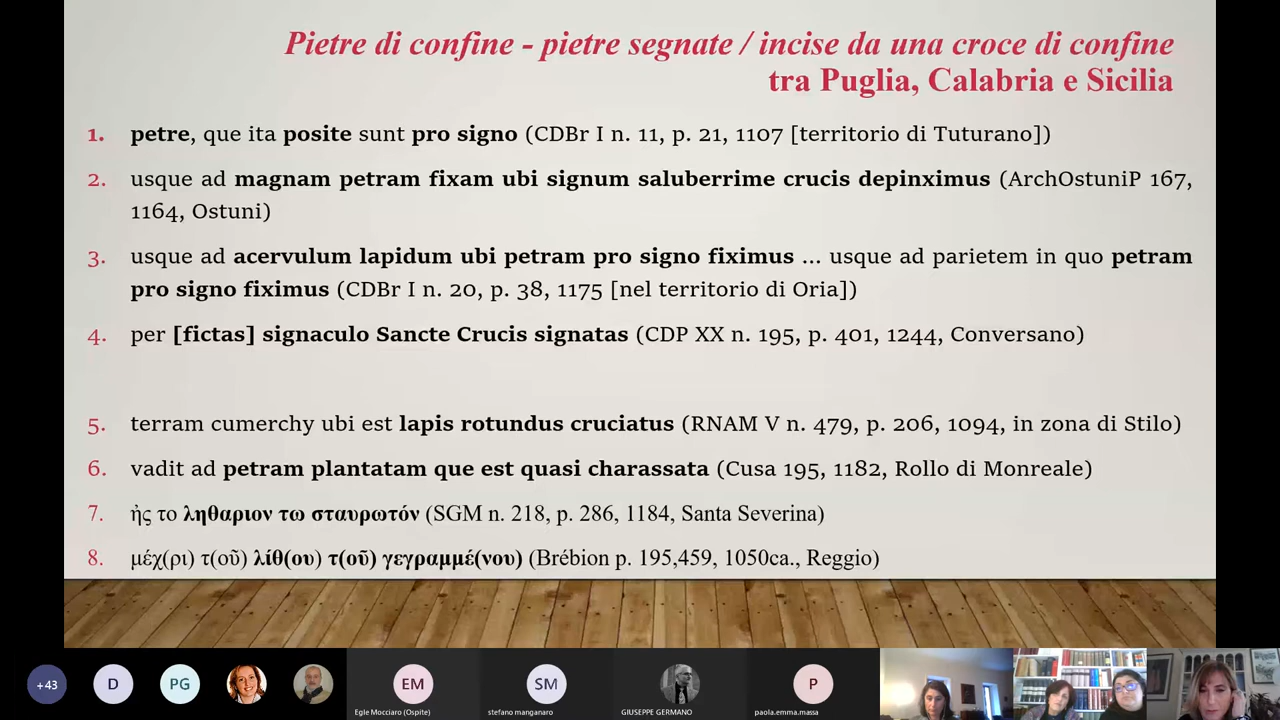 Pietre di confine - pietre segnate / incise da una croce di confine
tra Puglia, Calabria e Sicilia
1. petre, que ita posite sunt pro signo (CDBr I n. 11, p. 21, 1107 [territorio di Tuturano])
2. usque ad magnam petram fixam ubi signum saluberrime crucis depinximus (ArchOstuniP 167,
1164, Ostuni)
3. usque ad acervulum lapidum ubi petram pro signo fiximus ... usque ad parietem in quo petram
pro signo fiximus (CDBr I n. 20, p. 38, 1175 [nel territorio di Oria])
4. per [fictas] signaculo Sancte Crucis signatas (CDP XX n. 195, p. 401, 1244, Conversano)
5. terram cumerchy ubi est lapis rotundus cruciatus (RNAM V n. 479, p. 206, 1094, in zona di Stilo)
6. vadit ad petram plantatam que est quasi charassata (Cusa 195, 1182, Rollo di Monreale)
7. ἠς το ληθαριον τω σταυρωτόν (SGM n. 218, p. 286, 1184, Santa Severina)
8. μέχ(ρι) τ(οῦ) λίθ(ου) τ(οῦ) γεγραμμέ(νου) (Brébion p. 195,459, 1050ca., Reggio)
+43 D PG EM SM P
Egle Mocciaro (Ospite) stefano manganaro GIUSEPPE GERMANO paola.emma.massa